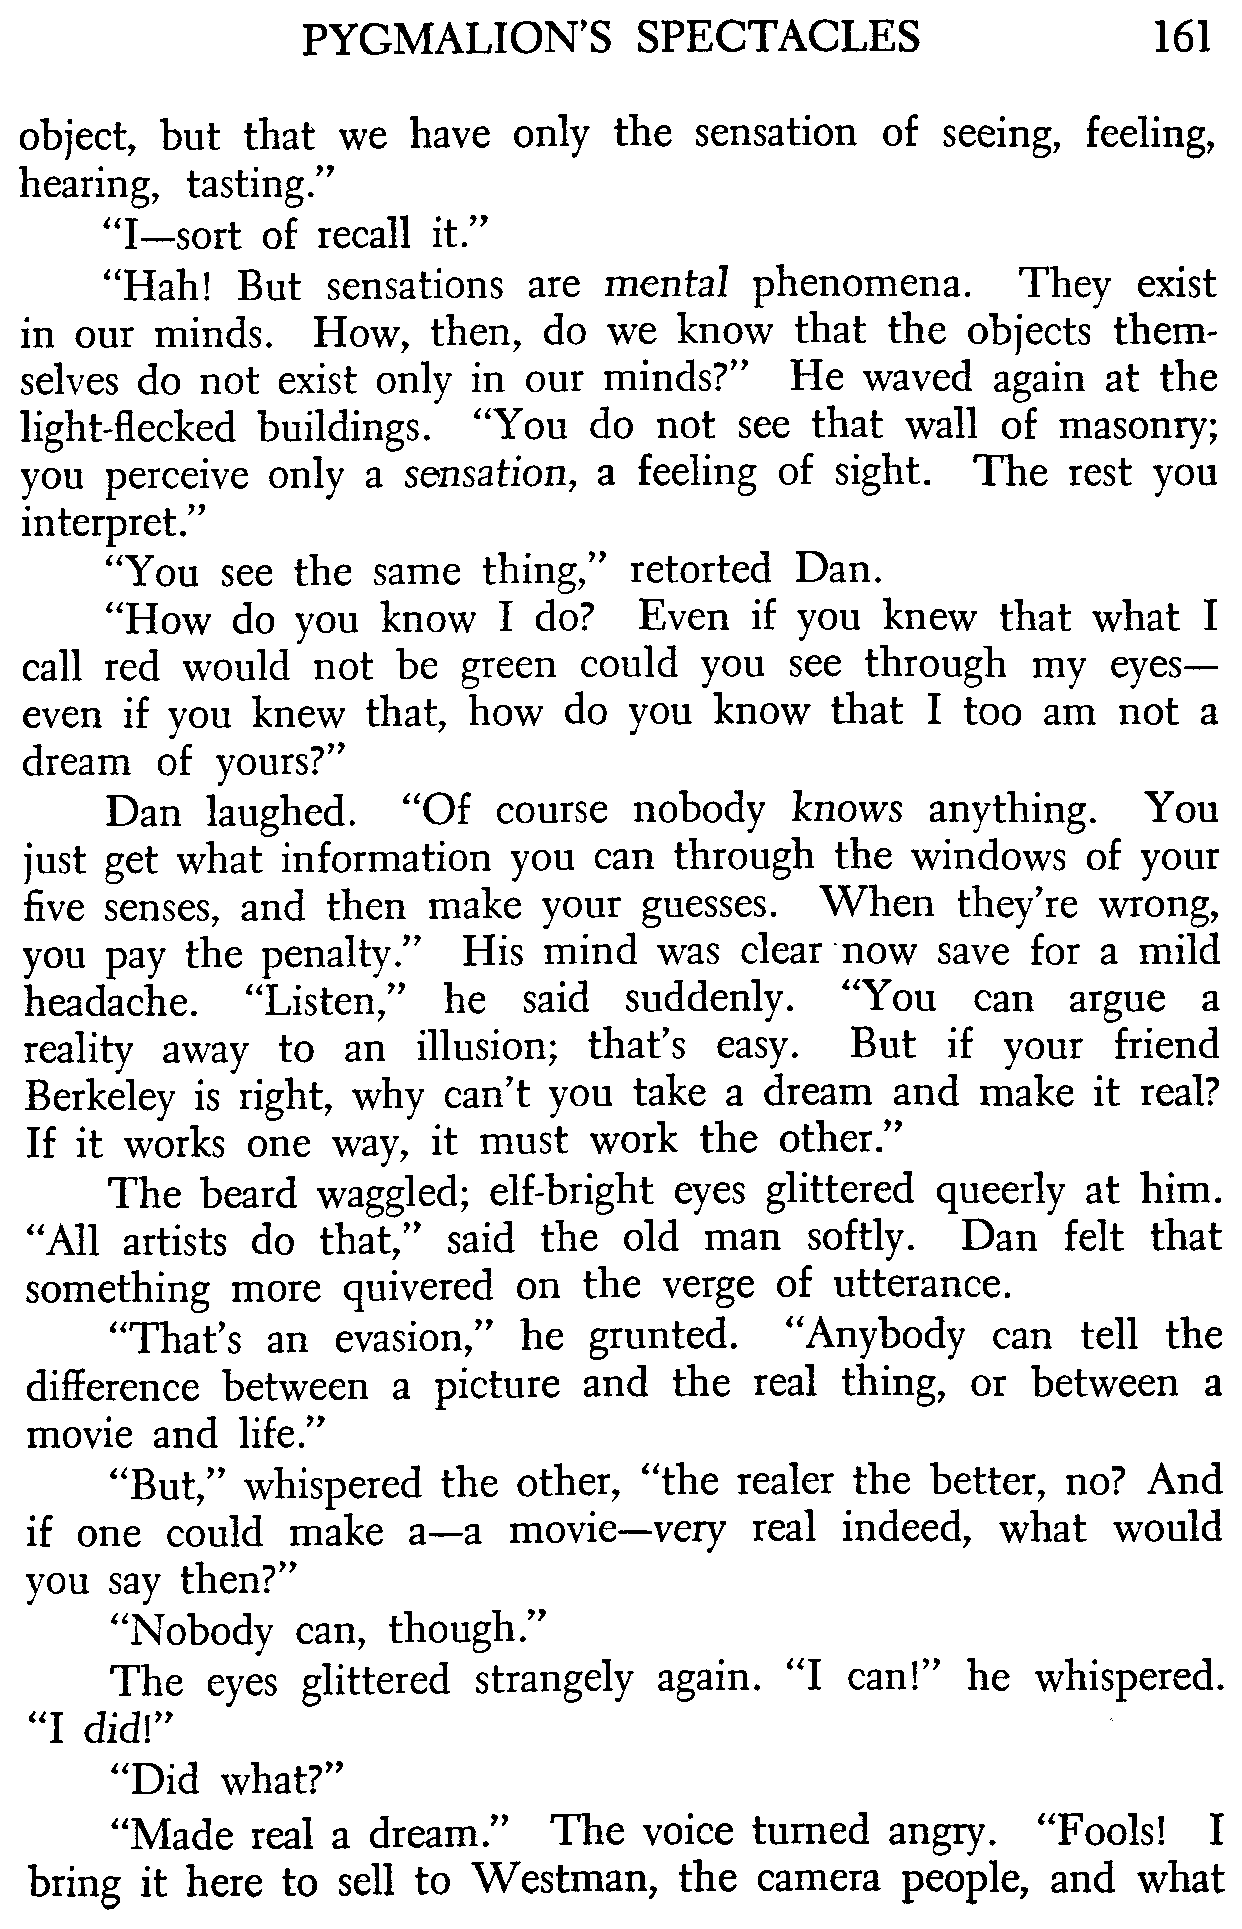 PYGMALION'S SPECTACLES 161
object, but that we have only the sensation of seeing, feeling,
hearing, tasting.”
“I—sort of recall it.”
“Hah! But sensations are mental phenomena. They exist
in our minds. How, then, do we know that the objects them-
selves do not exist only in our minds?” He waved again at the
light-flecked buildings. “You do not see that wall of masonry;
you perceive only a sensation, a feeling of sight. The rest you
interpret.”
“You see the same thing,” retorted Dan.
“How do you know I do? Even if you knew that what I
call red would not be green could you see through my eyes—
even if you knew that, how do you know that I too am not a
dream of yours?”
Dan laughed. “Of course nobody knows anything. You
just get what information you can through the windows of your
five senses, and then make your guesses. When they're wrong,
you pay the penalty.” His mind was clear now save for a mild
headache. “Listen,” he said suddenly. “You can argue a
reality away to an illusion; that's easy. But if your friend
Berkeley is right, why can't you take a dream and make it real?
If it works one way, it must work the other.”
The beard waggled; elf-bright eyes glittered queerly at him.
“All artists do that,” said the old man softly. Dan felt that
something more quivered on the verge of utterance.
“That's an evasion,” he grunted. “Anybody can tell the
difference between a picture and the real thing, or between a
movie and life.”
“But,” whispered the other, “the realer the better, no? And
if one could make a—a movie—very real indeed, what would
you say then?”
“Nobody can, though.”
The eyes glittered strangely again. “I can!” he whispered.
“I did!”
“Did what?”
“Made real a dream.” The voice turned angry. “Fools! I
bring it here to sell to Westman, the camera people, and what